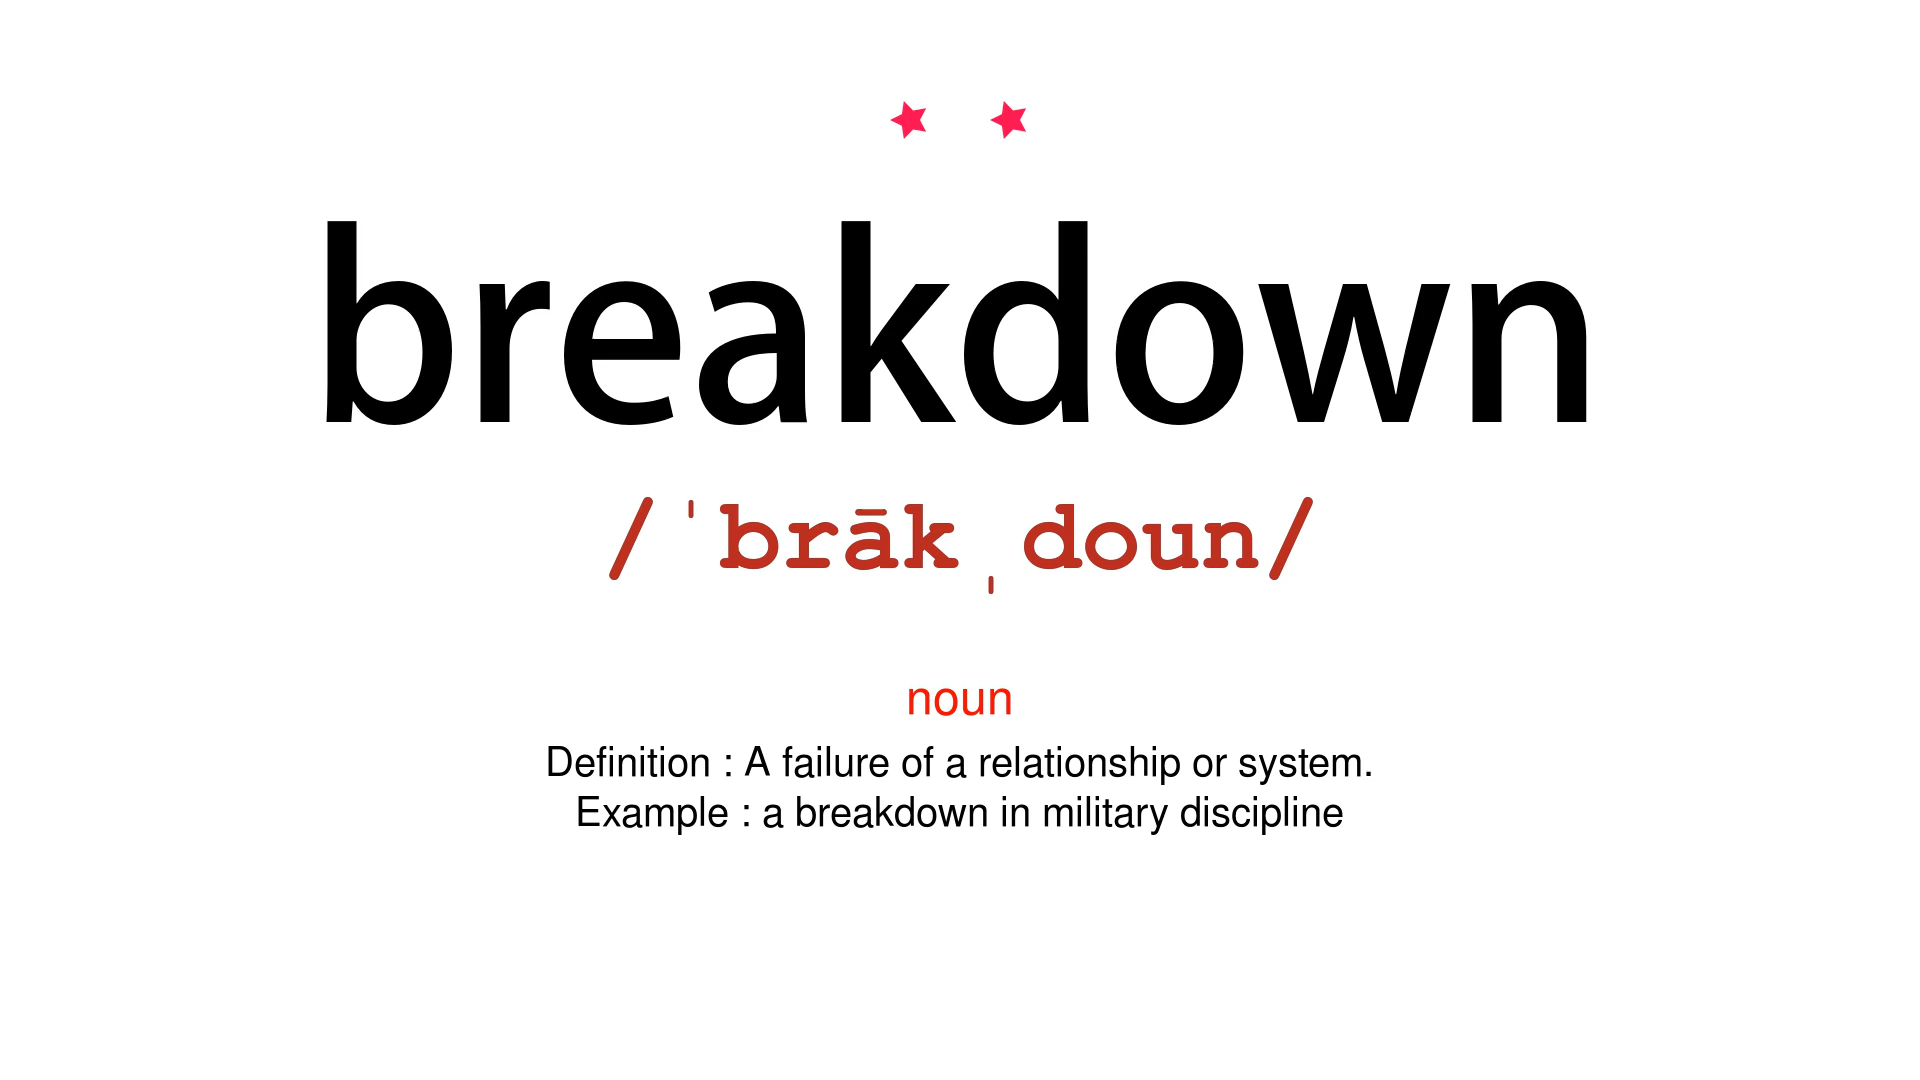 breakdown
/ˈbrākˌdoun/
noun
Definition : A failure of a relationship or system.
Example : a breakdown in military discipline